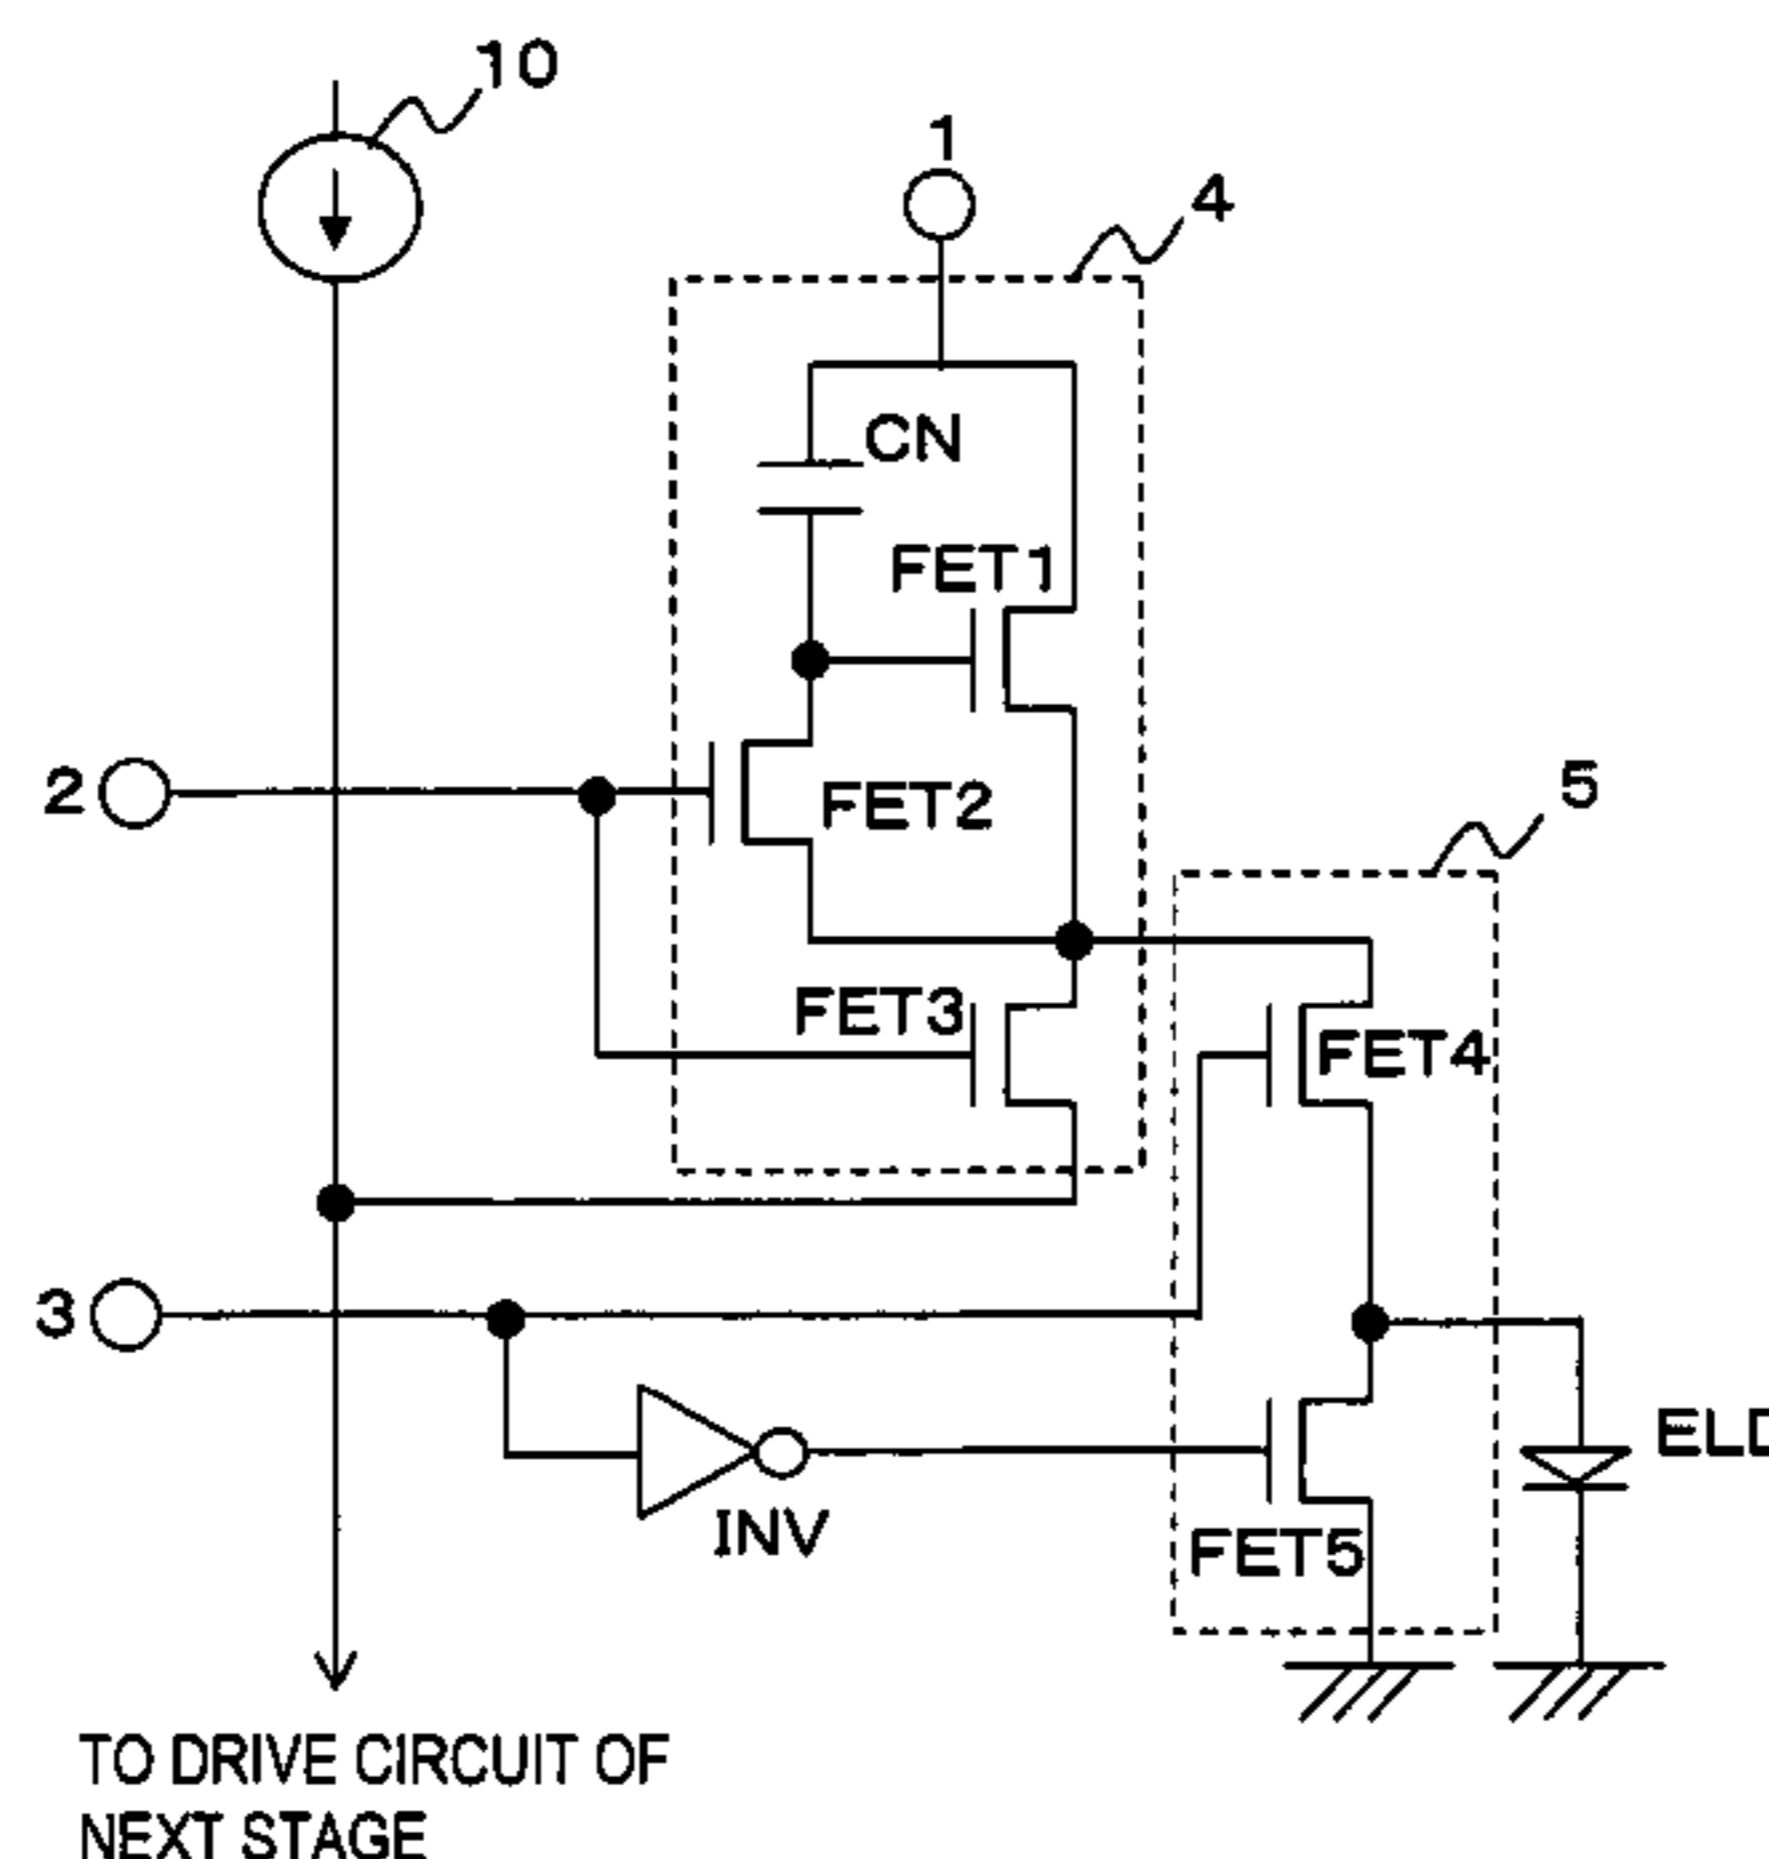 10
1
4
CN
FET1
2
FET2
5
FET3
FET4
3
ELD
INV
FET5
TO DRIVE CIRCUIT OF
NEXT STAGE